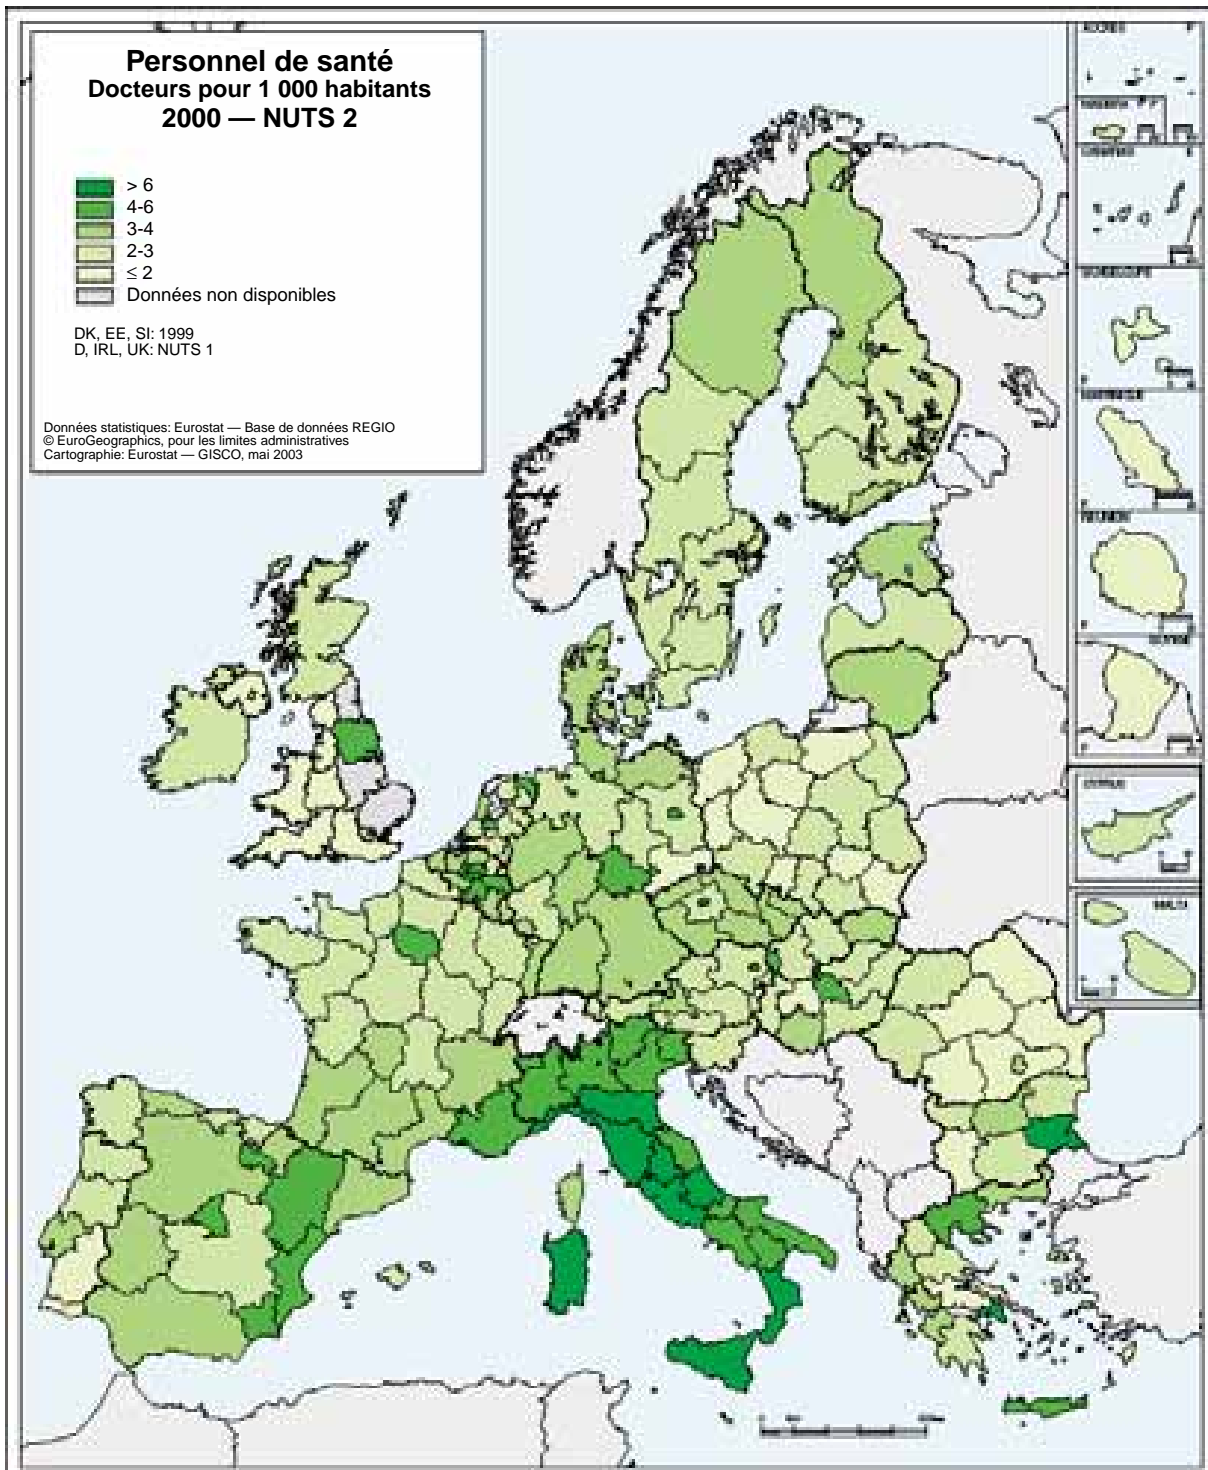 Personnel de santé
Docteurs pour 1 000 habitants
2000 — NUTS 2
> 6
4-6
3-4
2-3
≤ 2
Données non disponibles
DK, EE, SI: 1999
D, IRL, UK: NUTS 1
Données statistiques: Eurostat — Base de données REGIO
© EuroGeographics, pour les limites administratives
Cartographie: Eurostat — GISCO, mai 2003